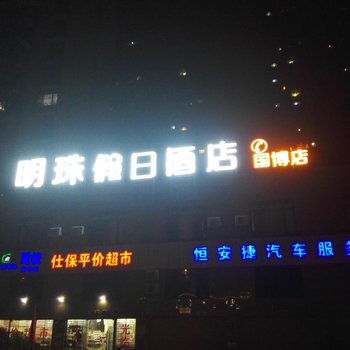 明珠假日酒店 国博店
仕保平价超市
恒安捷汽车服务